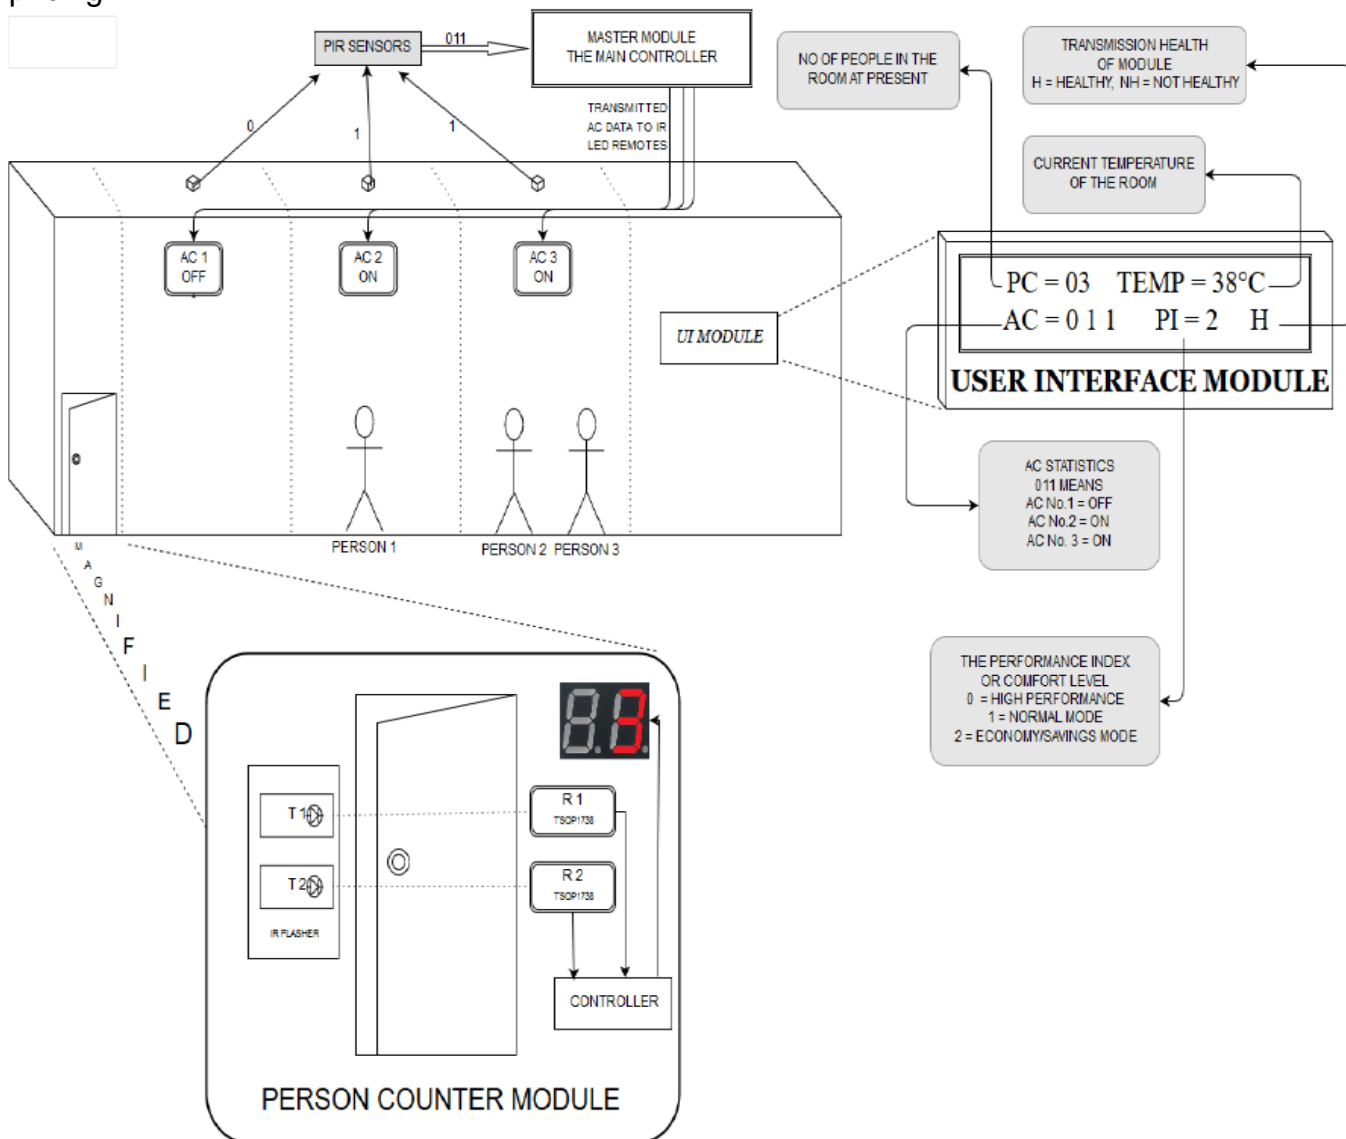 PIR SENSORS
011
MASTER MODULE
THE MAIN CONTROLLER
NO OF PEOPLE IN THE
ROOM AT PRESENT
TRANSMISSION HEALTH
OF MODULE
H = HEALTHY, NH = NOT HEALTHY
TRANSMITTED
AC DATA TO IR
LED REMOTES
0
1
1
CURRENT TEMPERATURE
OF THE ROOM
AC 1
OFF
AC 2
ON
AC 3
ON
UI MODULE
PC = 03 TEMP = 38°C
AC = 0 1 1 PI = 2 H
USER INTERFACE MODULE
PERSON 1
PERSON 2
PERSON 3
AC STATISTICS
011 MEANS
AC No.1 = OFF
AC No.2 = ON
AC No. 3 = ON
MAGNIFIED
THE PERFORMANCE INDEX
OR COMFORT LEVEL
0 = HIGH PERFORMANCE
1 = NORMAL MODE
2 = ECONOMY/SAVINGS MODE
3
T 1
R 1
TSOP1738
T 2
R 2
TSOP1738
IR FLASHER
CONTROLLER
PERSON COUNTER MODULE